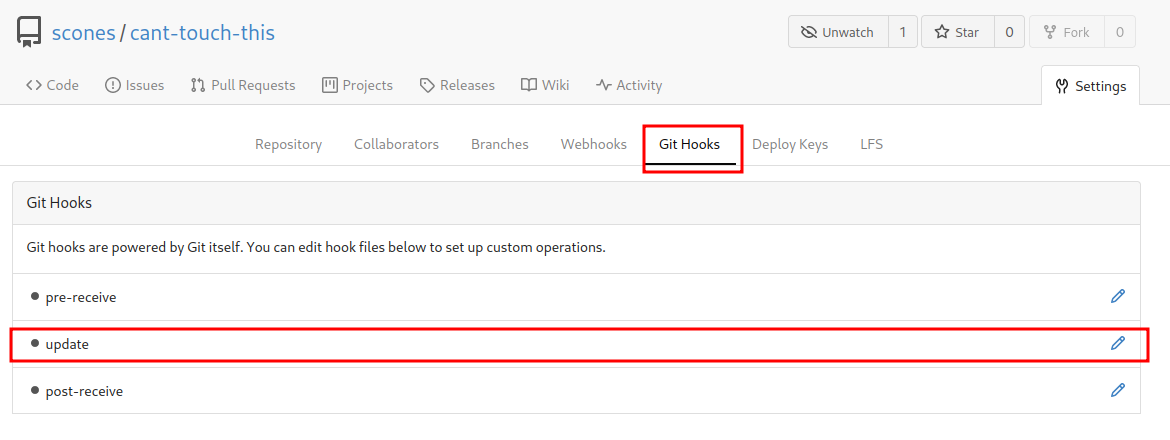 scones / cant-touch-this Unwatch 1 Star 0 Fork 0
Code Issues Pull Requests Projects Releases Wiki Activity Settings
Repository Collaborators Branches Webhooks Git Hooks Deploy Keys LFS
Git Hooks
Git hooks are powered by Git itself. You can edit hook files below to set up custom operations.
pre-receive
update
post-receive